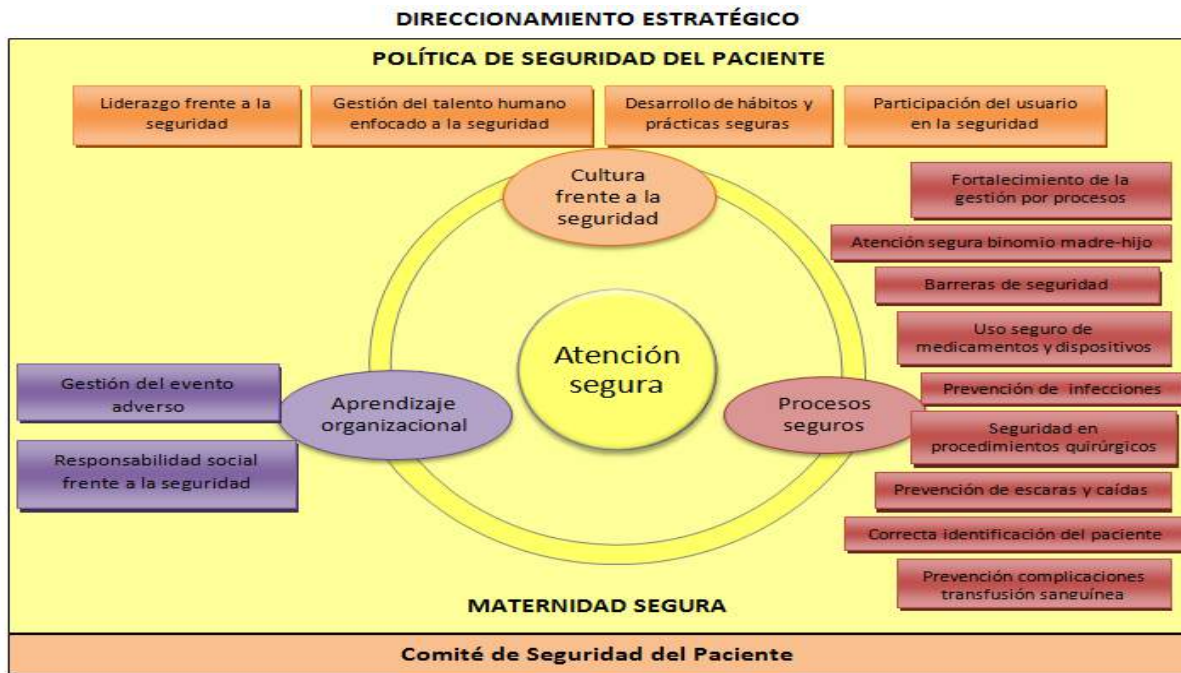 DIRECCIONAMIENTO ESTRATÉGICO
POLÍTICA DE SEGURIDAD DEL PACIENTE
Liderazgo frente a la
seguridad
Gestión del talento humano
enfocado a la seguridad
Desarrollo de hábitos y
prácticas seguras
Participación del usuario
en la seguridad
Cultura
frente a la
seguridad
Fortalecimiento de la
gestión por procesos
Atención segura binomio madre-hijo
Barreras de seguridad
Uso seguro de
medicamentos y dispositivos
Prevención de infecciones
Seguridad en
procedimientos quirúrgicos
Prevención de escaras y caídas
Correcta identificación del paciente
Prevención complicaciones
transfusión sanguínea
Atención
segura
Procesos
seguros
Aprendizaje
organizacional
Gestión del evento
adverso
Responsabilidad social
frente a la seguridad
MATERNIDAD SEGURA
Comité de Seguridad del Paciente